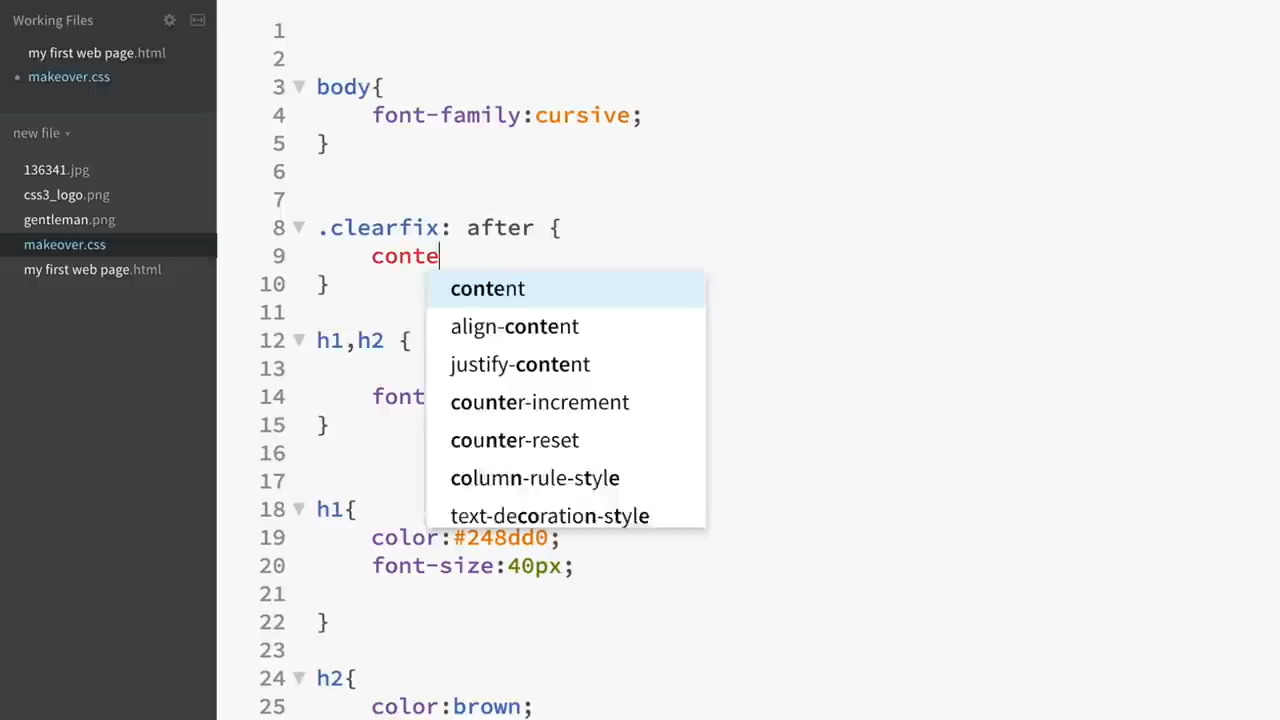 Working Files
my first web page.html
makeover.css
new file
136341.jpg
css3_logo.png
gentleman.png
makeover.css
my first web page.html
1
2
3 body{
4 font-family:cursive;
5 }
6
7
8 .clearfix: after {
9 conte
10 }
11
12 h1,h2 {
13
14 font
15 }
16
17
18 h1{
19 color:#248dd0;
20 font-size:40px;
21
22 }
23
24 h2{
25 color:brown;
content
align-content
justify-content
counter-increment
counter-reset
column-rule-style
text-decoration-style